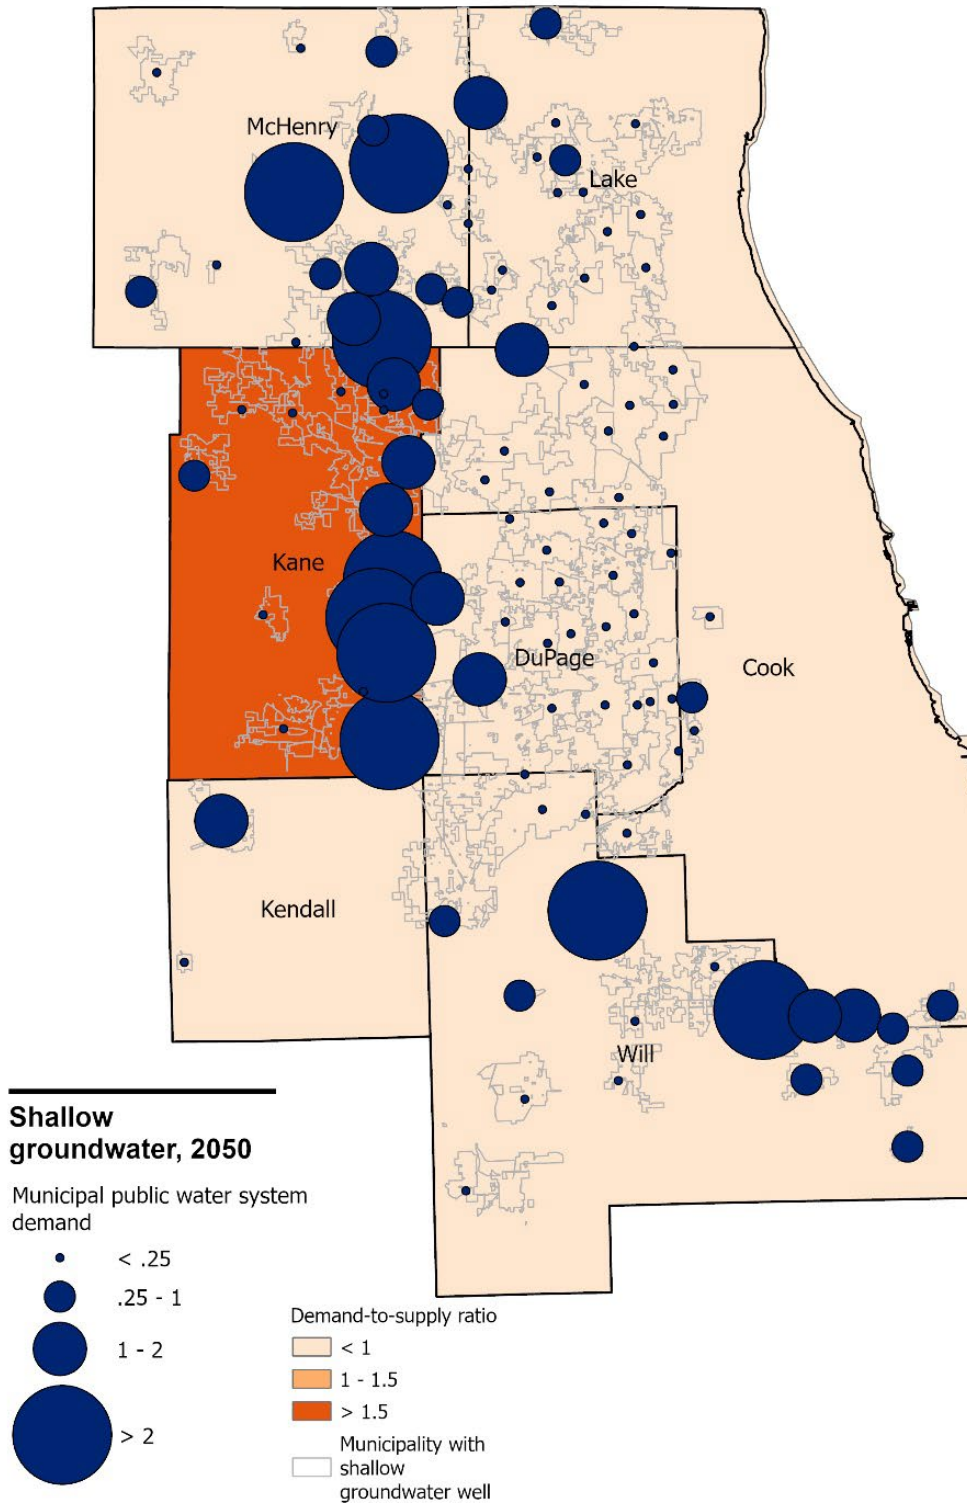 McHenry
Lake
Kane
DuPage
Cook
Kendall
Will
Shallow
groundwater, 2050
Municipal public water system
demand
< .25
.25 - 1
1 - 2
> 2
Demand-to-supply ratio
< 1
1 - 1.5
> 1.5
Municipality with
shallow
groundwater well